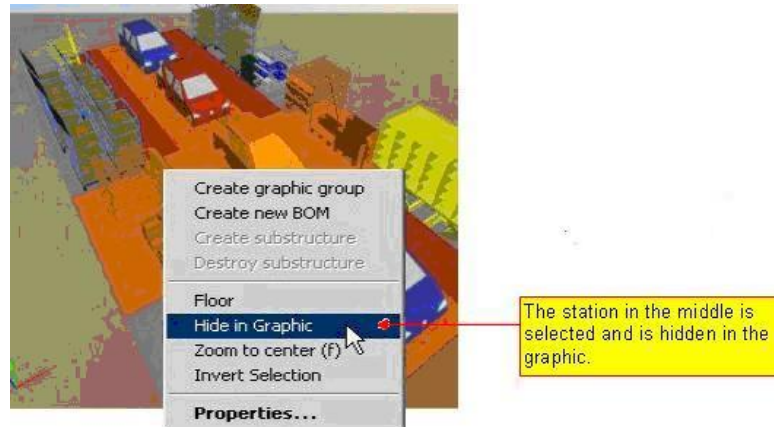 Create graphic group
Create new BOM
Create substructure
Destroy substructure
Floor
Hide in Graphic
Zoom to center (f)
Invert Selection
Properties...
The station in the middle is
selected and is hidden in the
graphic.